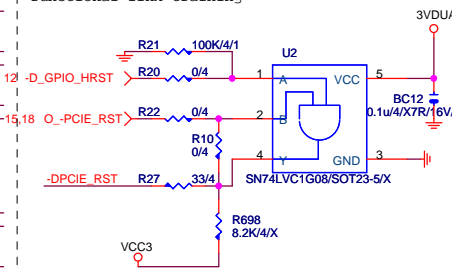 3VDUA
R21 100K/4/1
U2
12 -D_GPIO_HRST R20 0/4 1 A VCC 5
BC12
0.1u/4/X7R/16V/
15,18 O_-PCIE_RST R22 0/4 2 B
R10
0/4
4 Y GND 3
-DPCIE_RST R27 33/4 SN74LVC1G08/SOT23-5/X
R698
8.2K/4/X
VCC3